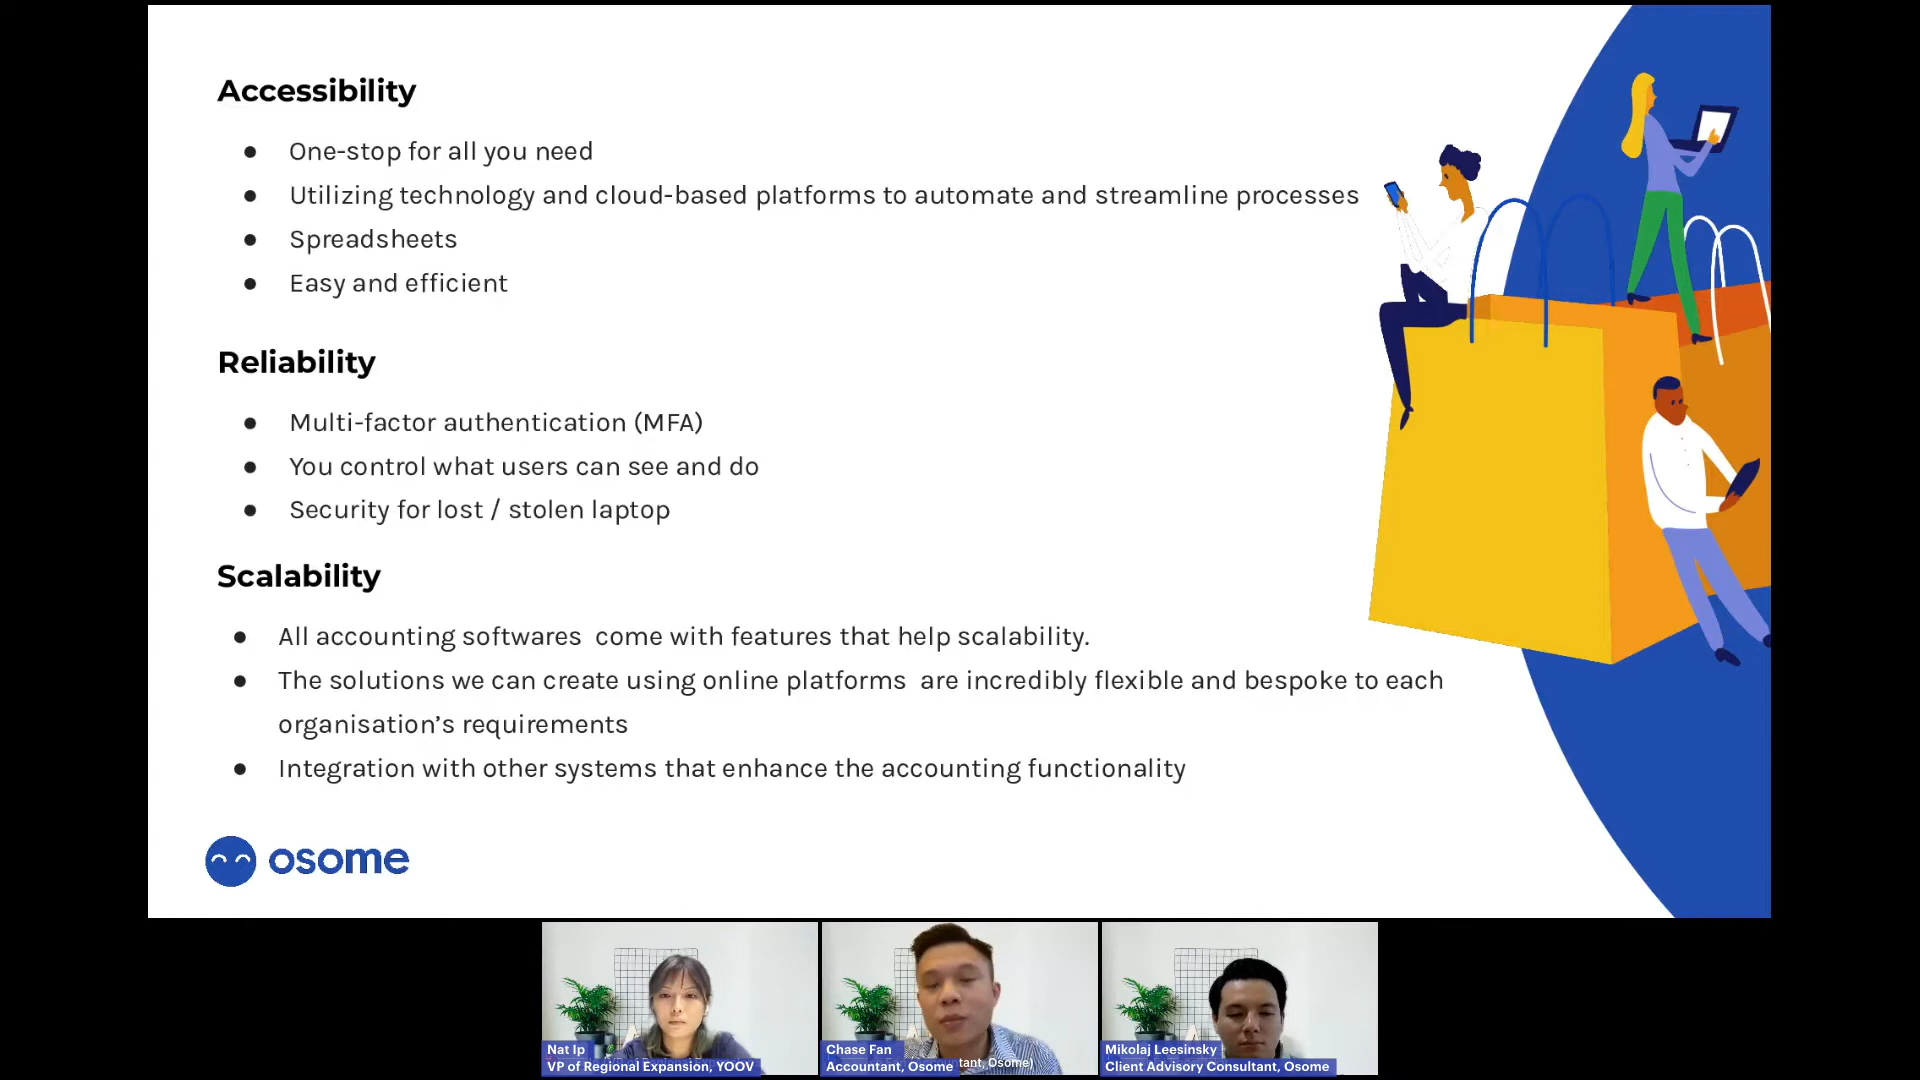 Accessibility
● One-stop for all you need
● Utilizing technology and cloud-based platforms to automate and streamline processes
● Spreadsheets
● Easy and efficient
Reliability
● Multi-factor authentication (MFA)
● You control what users can see and do
● Security for lost / stolen laptop
Scalability
● All accounting softwares  come with features that help scalability.
● The solutions we can create using online platforms  are incredibly flexible and bespoke to each
organisation’s requirements
● Integration with other systems that enhance the accounting functionality
osome
Nat Ip
VP of Regional Expansion, YOOV
Chase Fan
Accountant, Osome
tant, Osome)
Mikolaj Leesinsky
Client Advisory Consultant, Osome